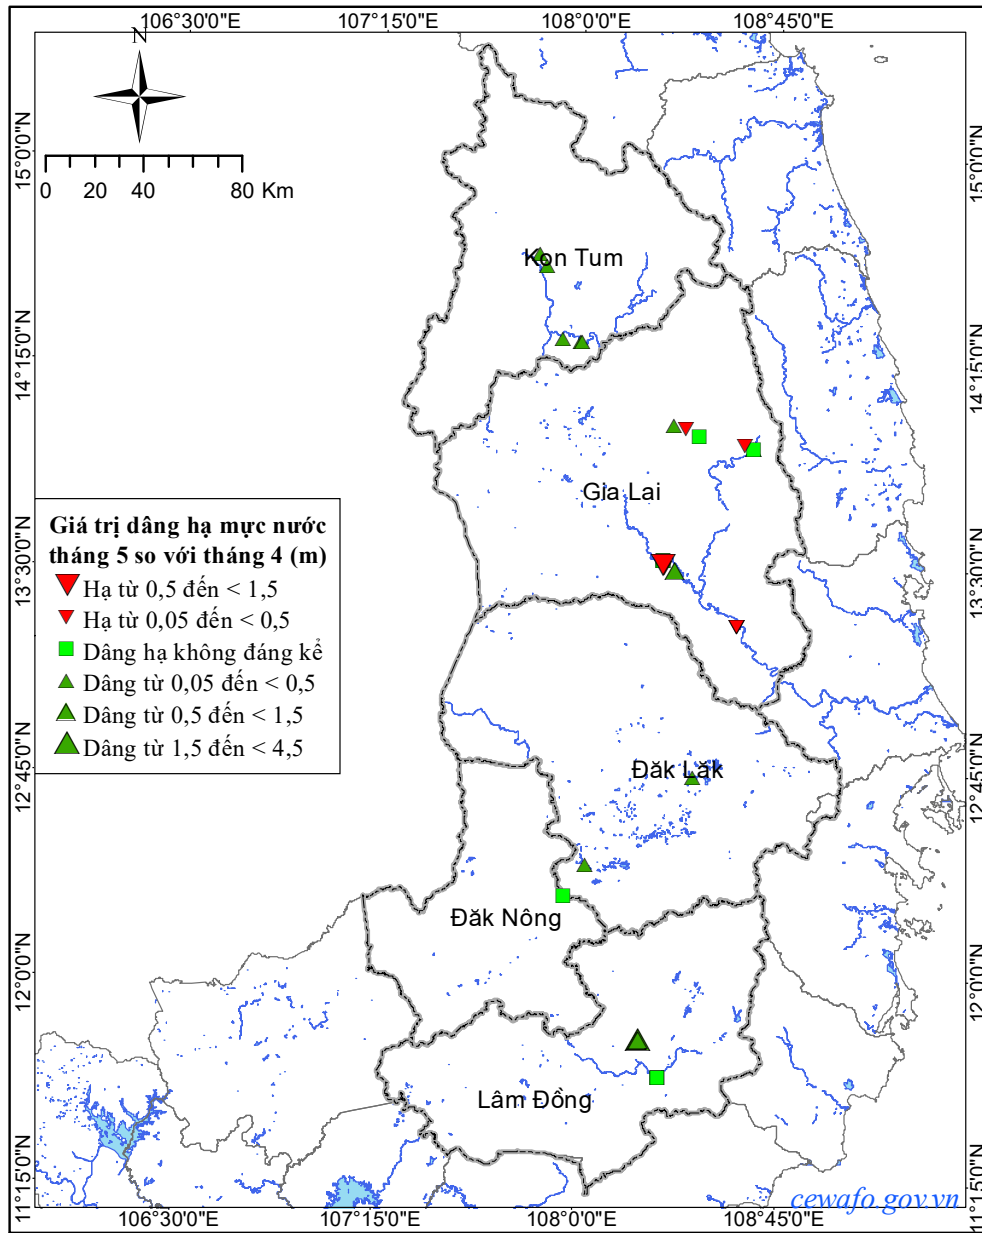 106°30'0"E 107°15'0"E 108°0'0"E 108°45'0"E
N
0 20 40 80 Km
15°0'0"N
15°0'0"N
Kon Tum
14°15'0"N
14°15'0"N
Gia Lai
Giá trị dâng hạ mực nước
tháng 5 so với tháng 4 (m)
Hạ từ 0,5 đến < 1,5
Hạ từ 0,05 đến < 0,5
Dâng hạ không đáng kể
Dâng từ 0,05 đến < 0,5
Dâng từ 0,5 đến < 1,5
Dâng từ 1,5 đến < 4,5
13°30'0"N
13°30'0"N
Đăk Lăk
12°45'0"N
12°45'0"N
Đăk Nông
12°0'0"N
12°0'0"N
Lâm Đồng
11°15'0"N
11°15'0"N
cewafo.gov.vn
106°30'0"E 107°15'0"E 108°0'0"E 108°45'0"E